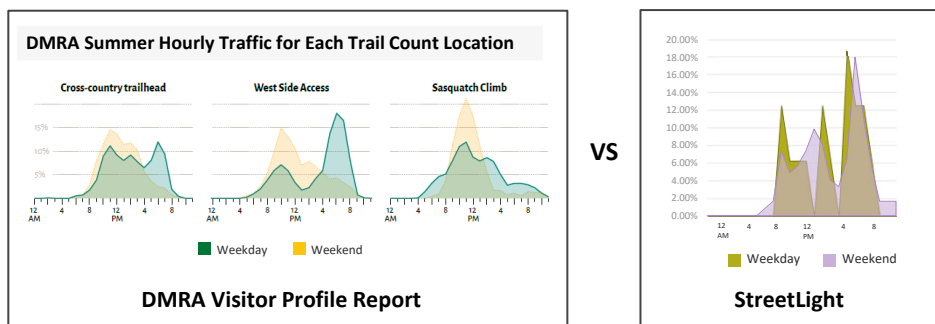 DMRA Summer Hourly Traffic for Each Trail Count Location
Cross-country trailhead
West Side Access
Sasquatch Climb
15%
10%
5%
12 AM 4 8 12 PM 4 8
12 AM 4 8 12 PM 4 8
12 AM 4 8 12 PM 4 8
Weekday Weekend
DMRA Visitor Profile Report
VS
20.00%
18.00%
16.00%
14.00%
12.00%
10.00%
8.00%
6.00%
4.00%
2.00%
0.00%
12 AM 4 8 12 PM 4 8
Weekday Weekend
StreetLight